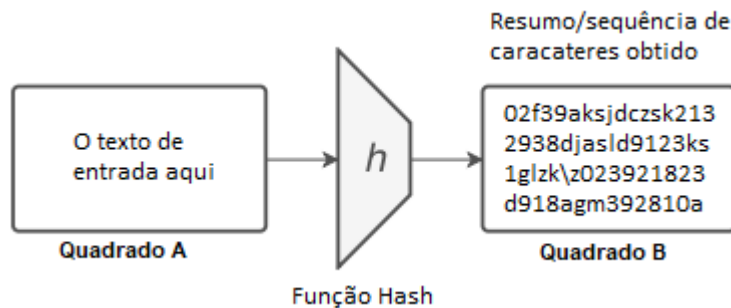 Resumo/sequência de
caracateres obtido
O texto de
entrada aqui
h
02f39aksjdczsk213
2938djasld9123ks
1glzk\z023921823
d918agm392810a
Quadrado A
Quadrado B
Função Hash